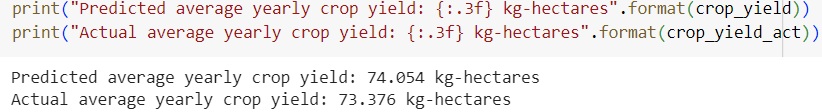 print("Predicted average yearly crop yield: {:.3f} kg-hectares".format(crop_yield))
print("Actual average yearly crop yield: {:.3f} kg-hectares".format(crop_yield_act))
Predicted average yearly crop yield: 74.054 kg-hectares
Actual average yearly crop yield: 73.376 kg-hectares